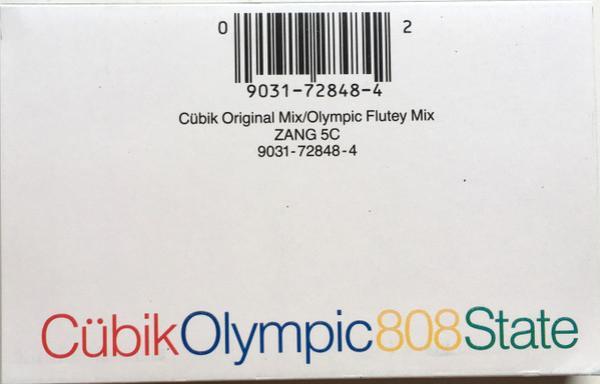 0 2
9031-72848-4
Cübik Original Mix/Olympic Flutey Mix
ZANG 5C
9031-72848-4
CübikOlympic808State